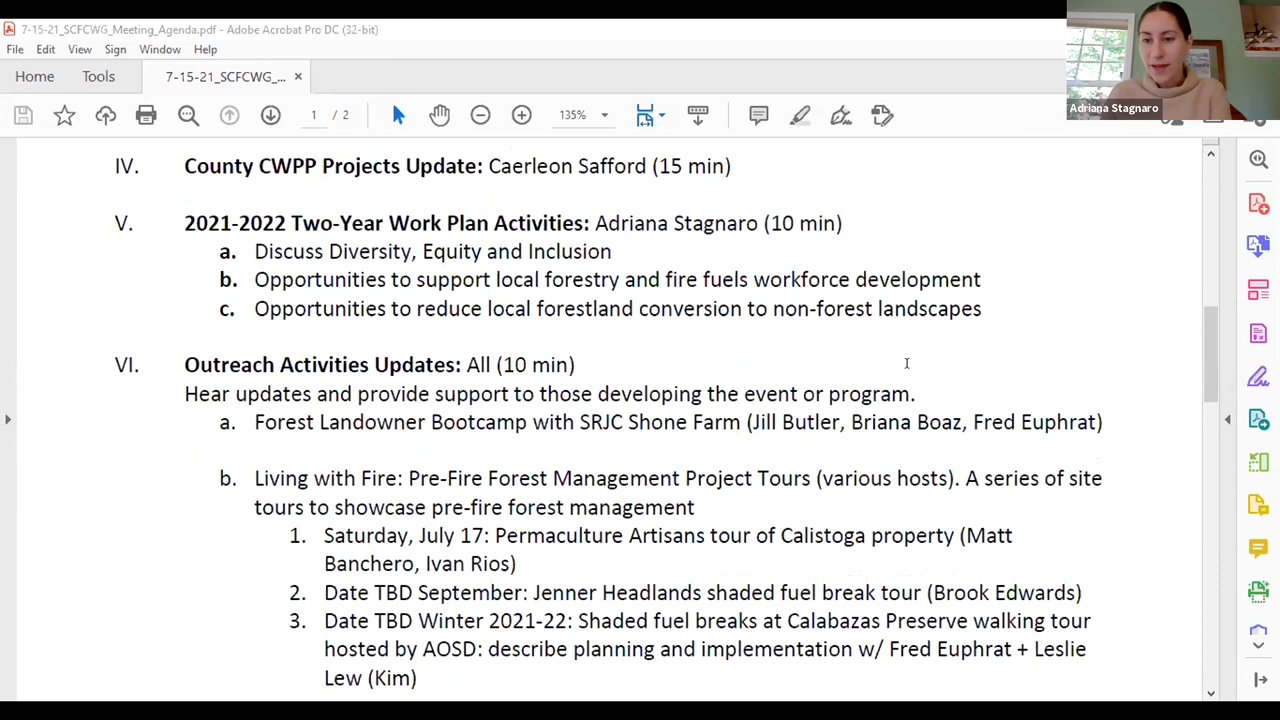 7-15-21_SCFCWG_Meeting_Agenda.pdf - Adobe Acrobat Pro DC (32-bit)
File Edit View Sign Window Help
Home Tools 7-15-21_SCFCWG_... ×
1 / 2 135%
Adriana Stagnaro
IV. County CWPP Projects Update: Caerleon Safford (15 min)
V. 2021-2022 Two-Year Work Plan Activities: Adriana Stagnaro (10 min)
a. Discuss Diversity, Equity and Inclusion
b. Opportunities to support local forestry and fire fuels workforce development
c. Opportunities to reduce local forestland conversion to non-forest landscapes
VI. Outreach Activities Updates: All (10 min)
Hear updates and provide support to those developing the event or program.
a. Forest Landowner Bootcamp with SRJC Shone Farm (Jill Butler, Briana Boaz, Fred Euphrat)
b. Living with Fire: Pre-Fire Forest Management Project Tours (various hosts). A series of site
tours to showcase pre-fire forest management
1. Saturday, July 17: Permaculture Artisans tour of Calistoga property (Matt
Banchero, Ivan Rios)
2. Date TBD September: Jenner Headlands shaded fuel break tour (Brook Edwards)
3. Date TBD Winter 2021-22: Shaded fuel breaks at Calabazas Preserve walking tour
hosted by AOSD: describe planning and implementation w/ Fred Euphrat + Leslie
Lew (Kim)